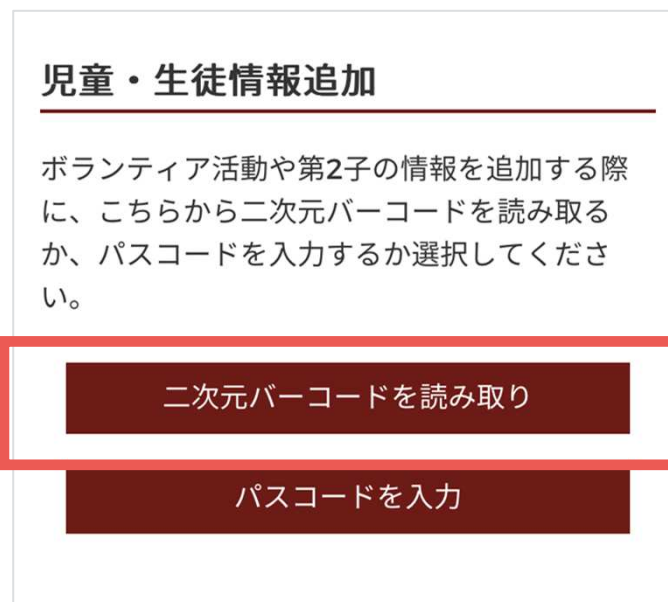 児童・生徒情報追加
ボランティア活動や第2子の情報を追加する際
に、こちらから二次元バーコードを読み取る
か、パスコードを入力するか選択してくださ
い。
二次元バーコードを読み取り
パスコードを入力